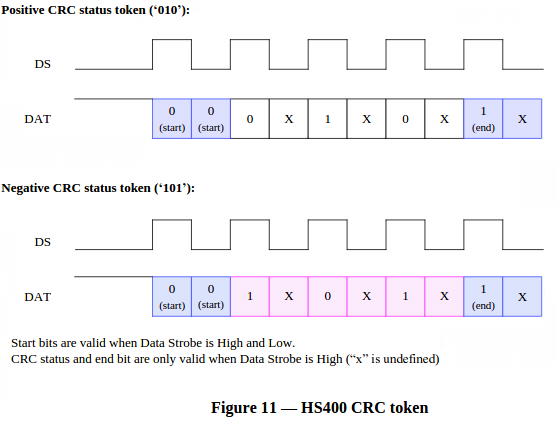 Positive CRC status token (‘010’):
DS
DAT 0 0 0 X 1 X 0 X 1 X
(start) (start) (end)
Negative CRC status token (‘101’):
DS
DAT 0 0 1 X 0 X 1 X 1 X
(start) (start) (end)
Start bits are valid when Data Strobe is High and Low.
CRC status and end bit are only valid when Data Strobe is High (“x” is undefined)
Figure 11 — HS400 CRC token